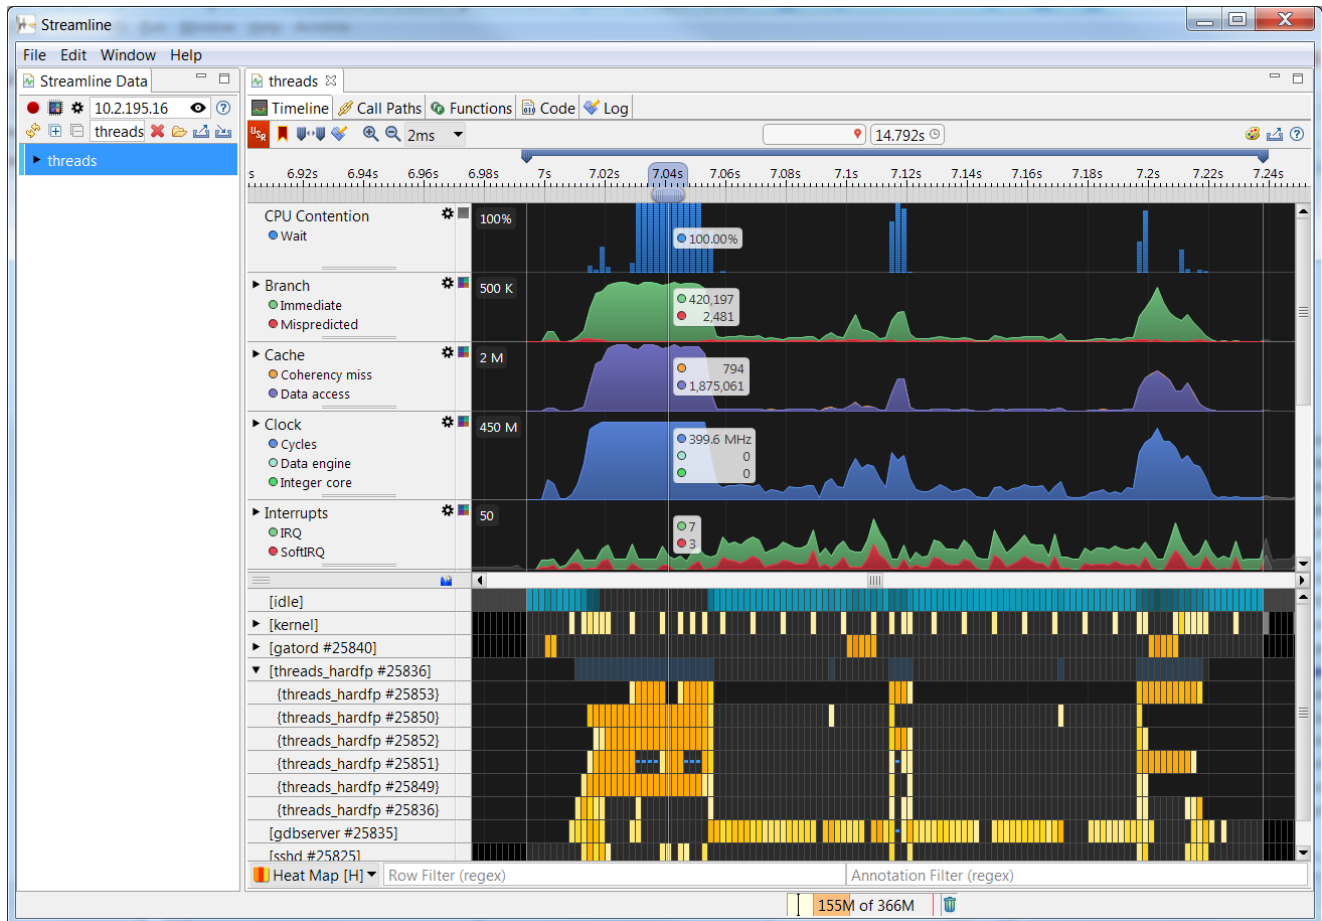 Streamline
File Edit Window Help
Streamline Data
threads
10.2.195.16
Timeline Call Paths Functions Code Log
threads
2ms
14.792s
threads
s 6.92s 6.94s 6.96s 6.98s 7s 7.02s 7.04s 7.06s 7.08s 7.1s 7.12s 7.14s 7.16s 7.18s 7.2s 7.22s 7.24s
CPU Contention
100%
Wait
100.00%
Branch
500 K
Immediate
420,197
Mispredicted
2,481
Cache
2 M
Coherency miss
794
Data access
1,875,061
Clock
450 M
Cycles
399.6 MHz
Data engine
0
Integer core
0
Interrupts
50
IRQ
7
SoftIRQ
3
[idle]
[kernel]
[gatord #25840]
[threads_hardfp #25836]
{threads_hardfp #25853}
{threads_hardfp #25850}
{threads_hardfp #25852}
{threads_hardfp #25851}
{threads_hardfp #25849}
{threads_hardfp #25836}
[gdbserver #25835]
[sshd #25825]
Heat Map [H] Row Filter (regex) Annotation Filter (regex)
155M of 366M